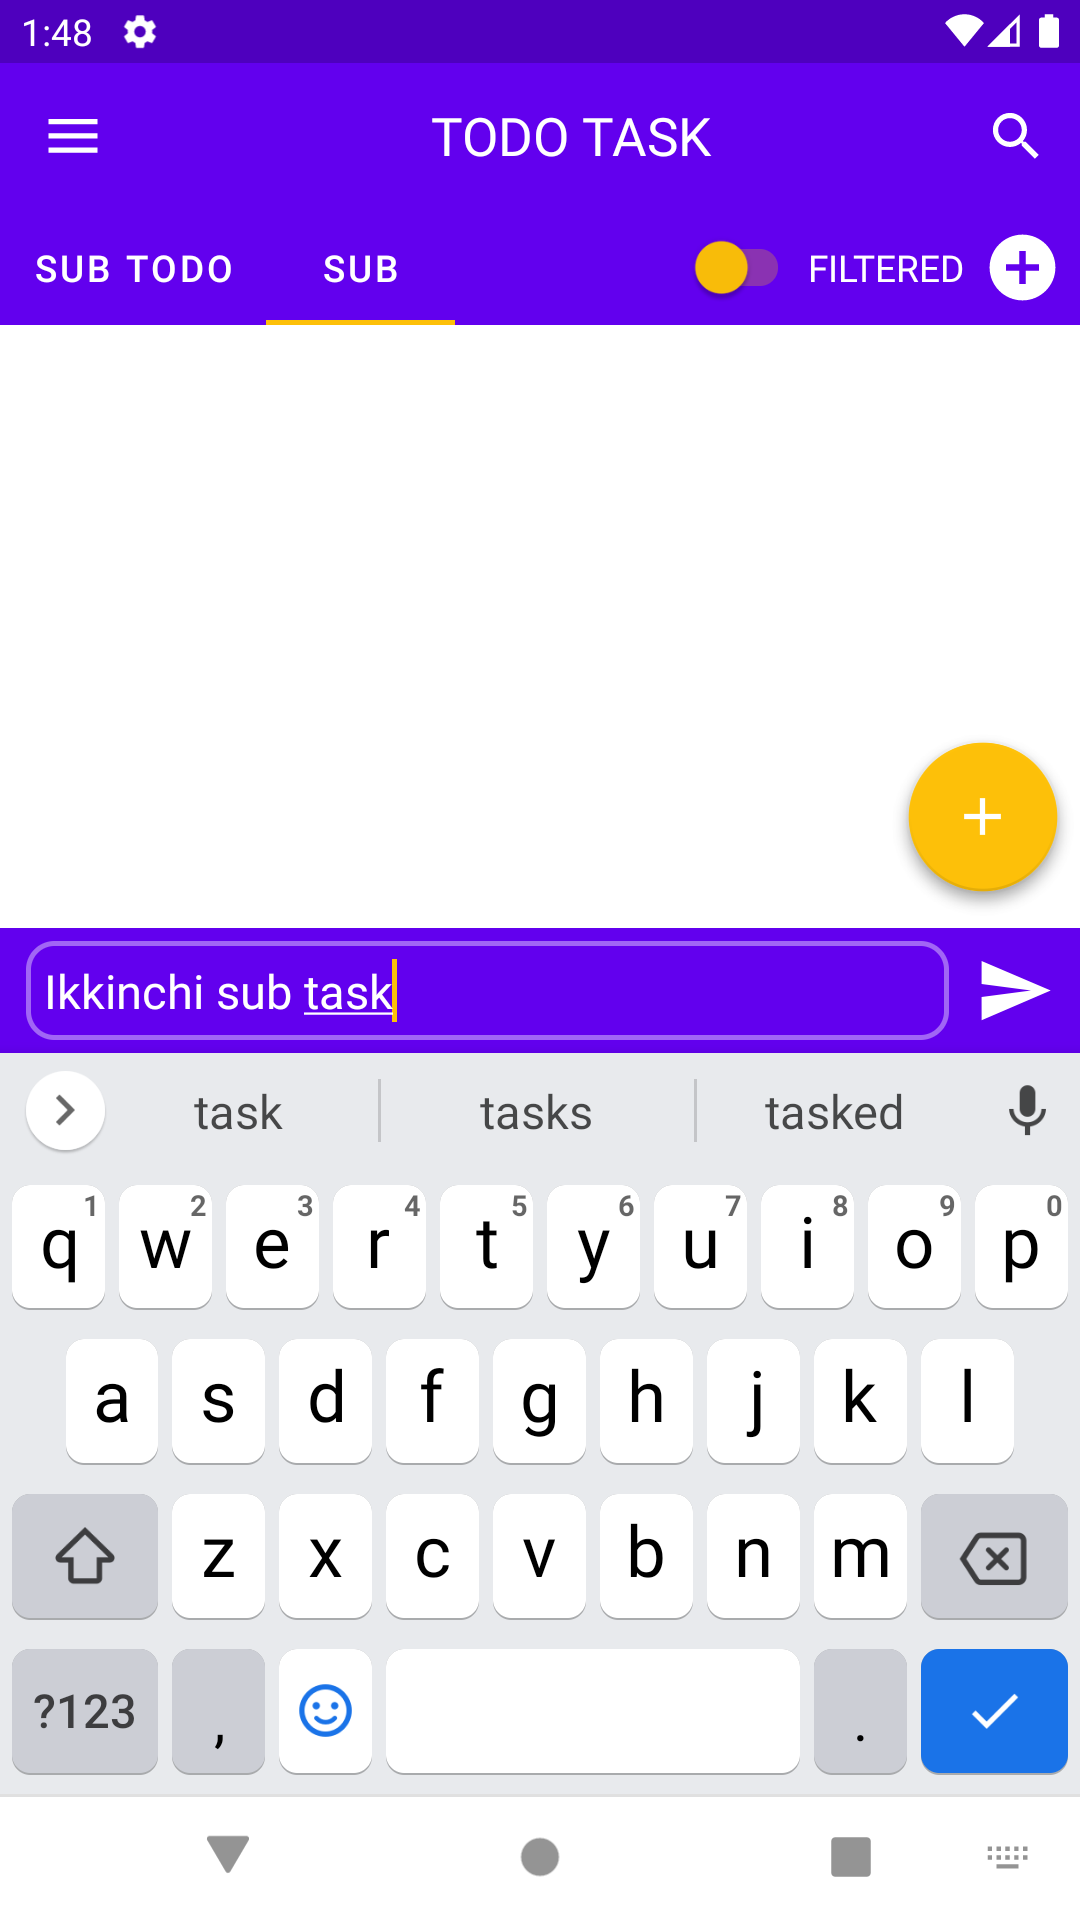 1:48
TODO TASK
SUB TODO SUB FILTERED
Ikkinchi sub task
task tasks tasked
1 2 3 4 5 6 7 8 9 0
q w e r t y u i o p
a s d f g h j k l
z x c v b n m
?123 , .